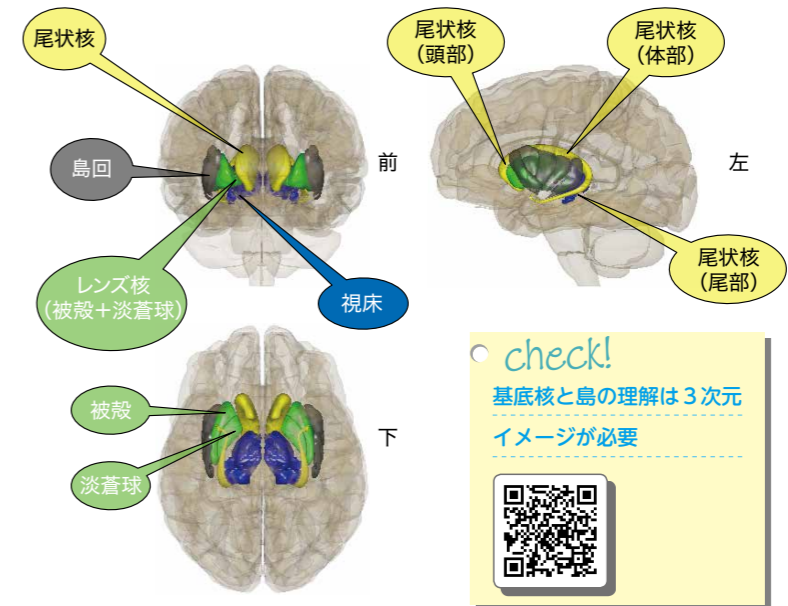 尾状核
島回
レンズ核
(被殻+淡蒼球)
視床
前
尾状核
(頭部)
尾状核
(体部)
左
尾状核
(尾部)
被殻
淡蒼球
下
check!
基底核と島の理解は3次元
イメージが必要